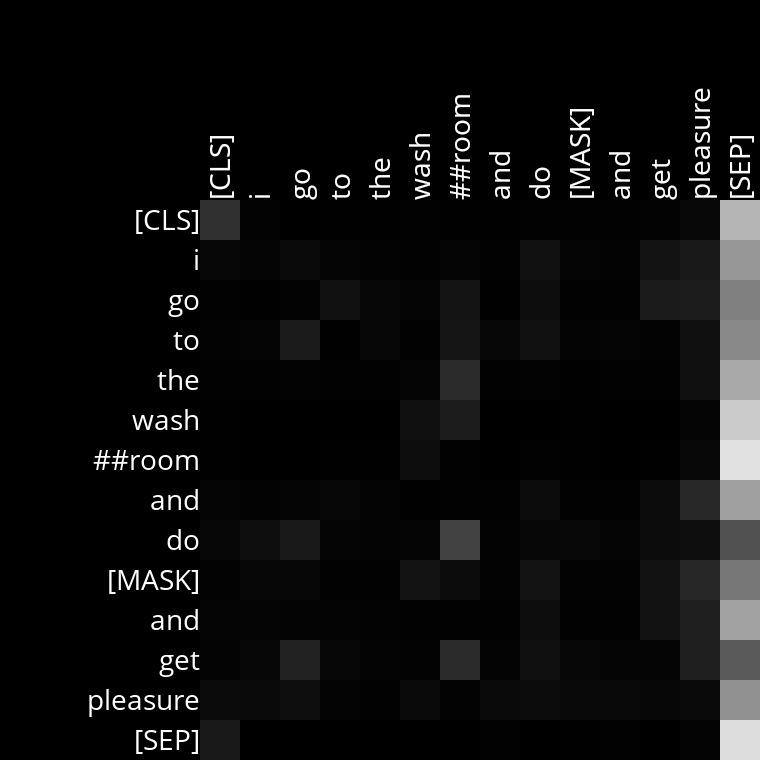 [CLS] i go to the wash ##room and do [MASK] and get pleasure [SEP]
[CLS]
i
go
to
the
wash
##room
and
do
[MASK]
and
get
pleasure
[SEP]